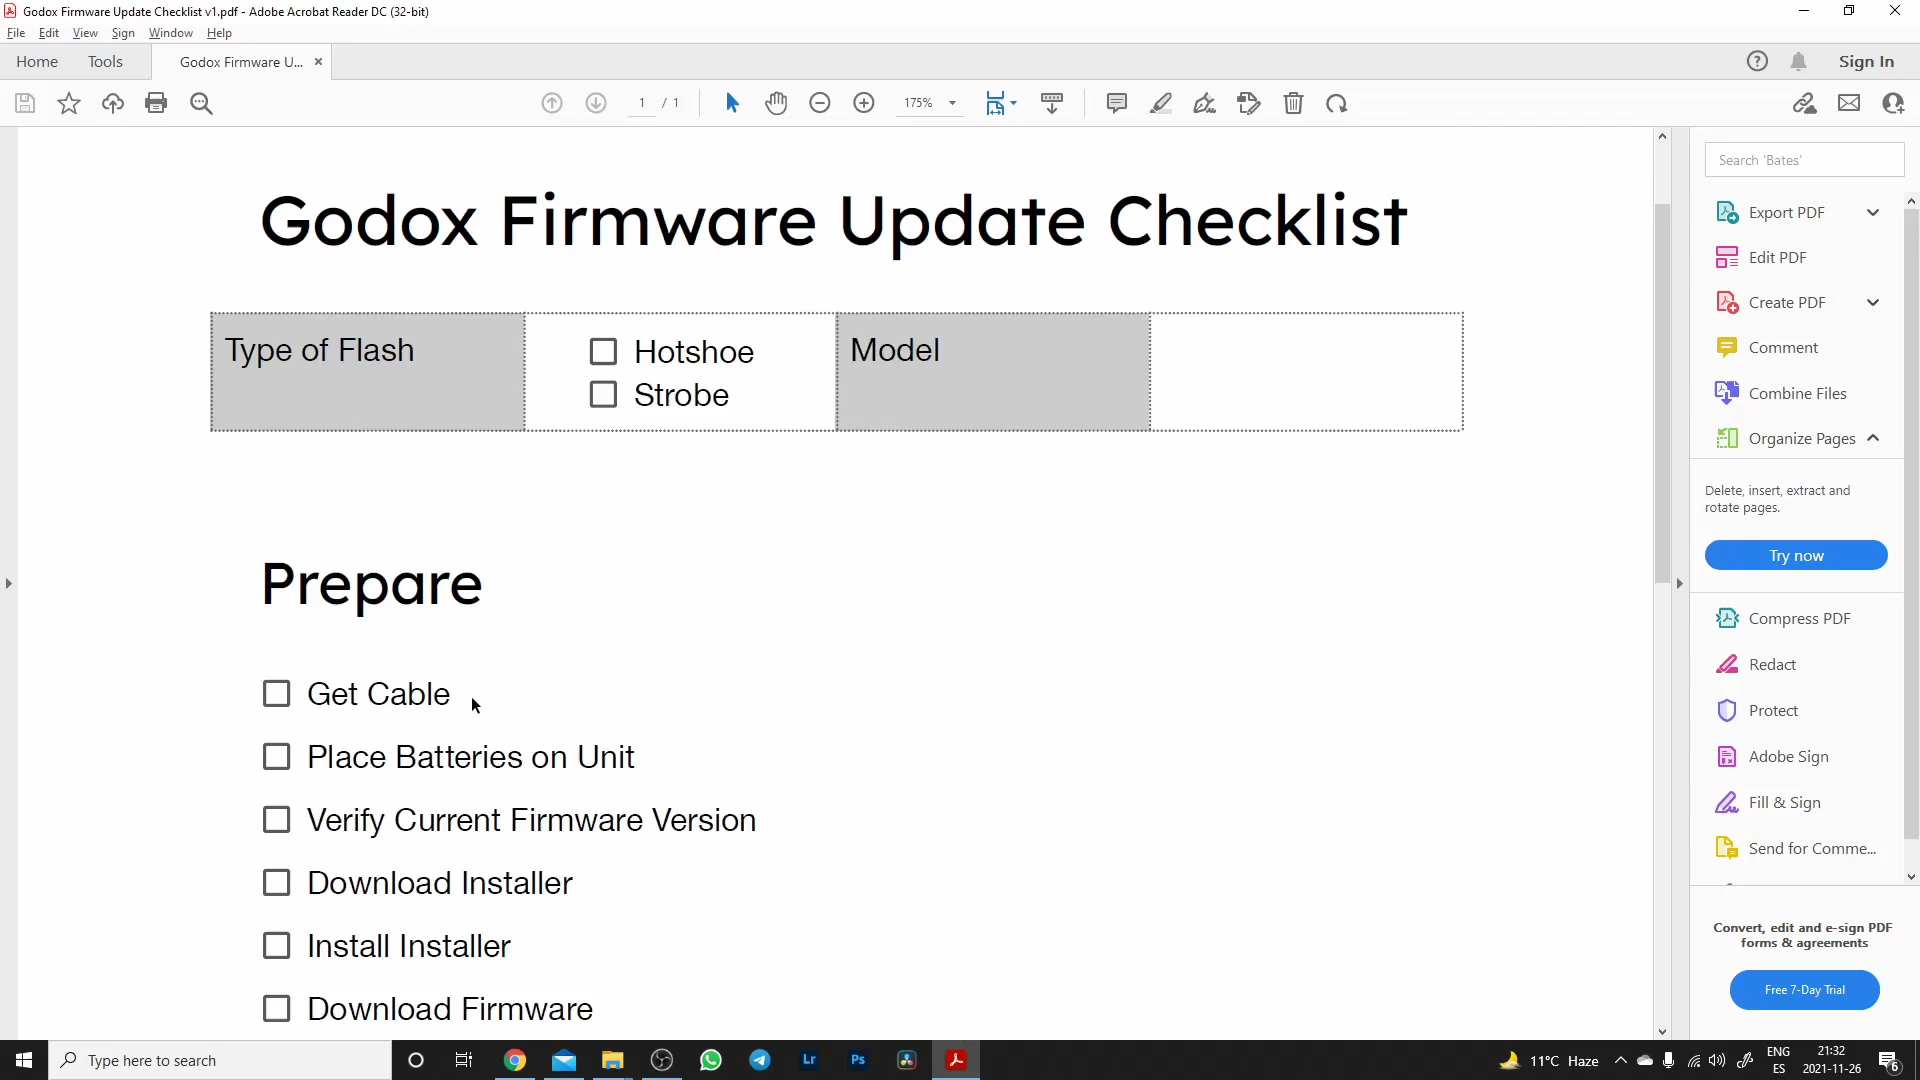 Godox Firmware Update Checklist v1.pdf - Adobe Acrobat Reader DC (32-bit)
File Edit View Sign Window Help
Home Tools Godox Firmware U... Sign In
1 / 1 175%
Search 'Bates'
Godox Firmware Update Checklist
Type of Flash
Hotshoe
Strobe
Model
Prepare
Get Cable
Place Batteries on Unit
Verify Current Firmware Version
Download Installer
Install Installer
Download Firmware
Export PDF
Edit PDF
Create PDF
Comment
Combine Files
Organize Pages
Delete, insert, extract and
rotate pages.
Try now
Compress PDF
Redact
Protect
Adobe Sign
Fill & Sign
Send for Comme...
Convert, edit and e-sign PDF
forms & agreements
Free 7-Day Trial
Type here to search
Lr
Ps
11°C Haze
ENG
ES
21:32
2021-11-26
6